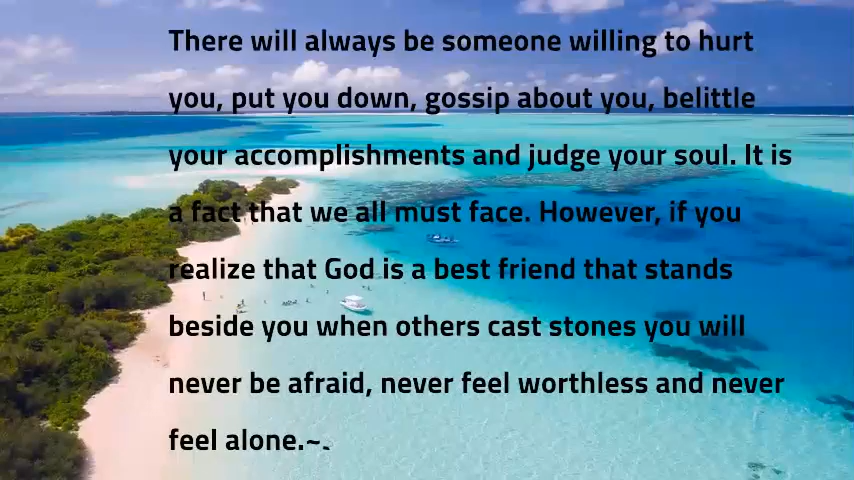 There will always be someone willing to hurt
you, put you down, gossip about you, belittle
your accomplishments and judge your soul. It is
a fact that we all must face. However, if you
realize that God is a best friend that stands
beside you when others cast stones you will
never be afraid, never feel worthless and never
feel alone.~